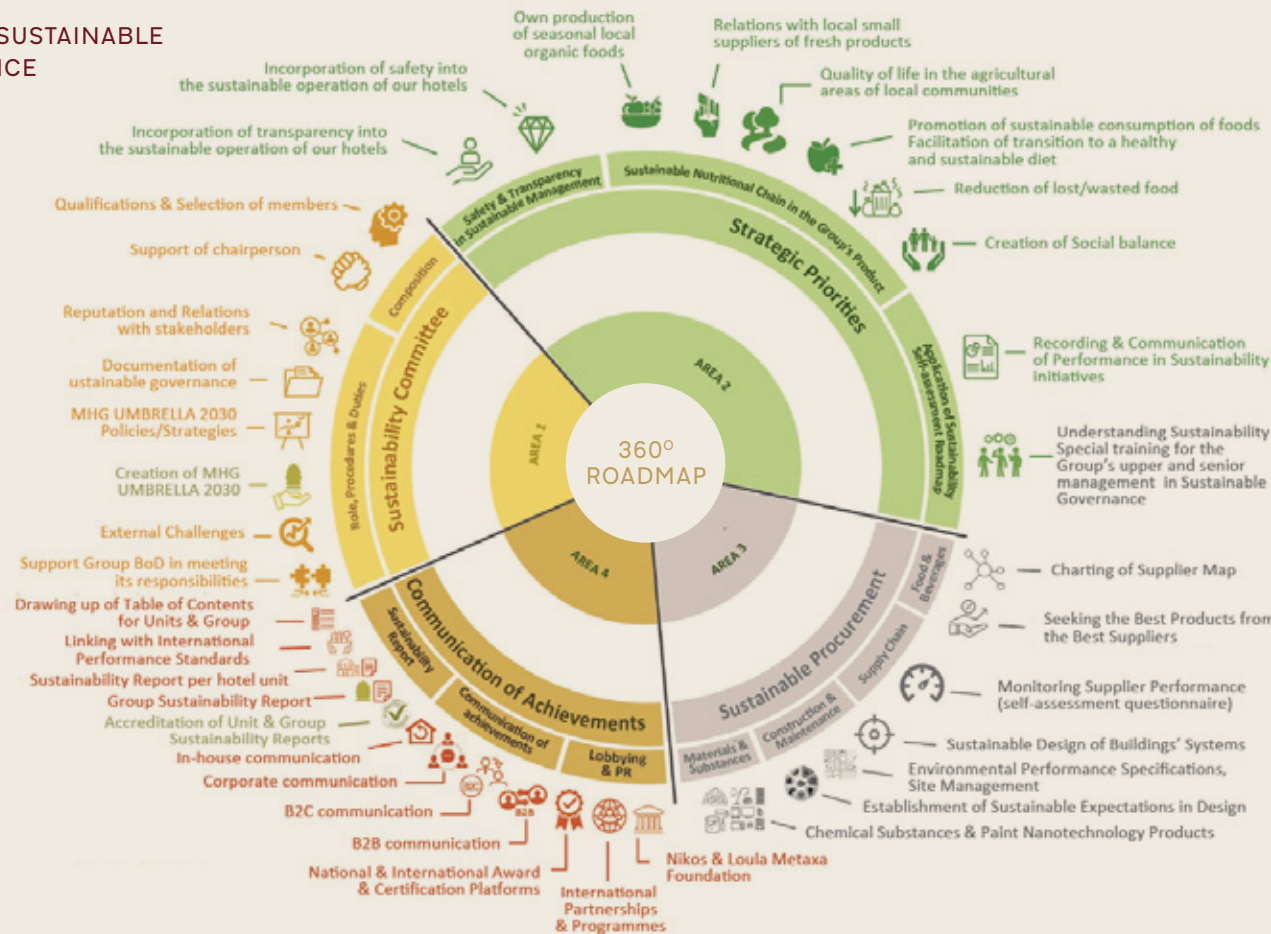 SUSTAINABLE
Own production
of seasonal local
organic foods
Relations with local small
suppliers of fresh products
Incorporation of safety into
the sustainable operation of our hotels
Quality of life in the agricultural
areas of local communities
Incorporation of transparency into
the sustainable operation of our hotels
Promotion of sustainable consumption of foods
Facilitation of transition to a healthy
and sustainable diet
Reduction of lost/wasted food
Creation of Social balance
Recording & Communication
of Performance in Sustainability
initiatives
Understanding Sustainability
Special training for the
Group's upper and senior
management in Sustainable
Governance
Safety & Transparency
in Sustainable Management
Sustainable Nutritional Chain in the Group's Product
Application of Sustainability
Self-assessment Roadmap
Strategic Priorities
AREA 2
Qualifications & Selection of members
Support of chairperson
Reputation and Relations
with stakeholders
Documentation of
ustainable governance
MHG UMBRELLA 2030
Policies/Strategies
Creation of MHG
UMBRELLA 2030
External Challenges
Support Group BoD in meeting
its responsibilities
Composition
Role, Procedures & Duties
Sustainability Committee
AREA
360°
ROADMAP
AREA 4
AREA 3
Drawing up of Table of Contents
for Units & Group
Linking with International
Performance Standards
Sustainability Report per hotel unit
Group Sustainability Report
Accreditation of Unit & Group
Sustainability Reports
In-house communication
Corporate communication
B2C communication
B2B communication
National & International Award
& Certification Platforms
International
Partnerships
& Programmes
Nikos & Loula Metaxa
Foundation
B2B
Communication of Achievements
Sustainability
Report
Communication of
achievements
Lobbying
& PR
Sustainable Procurement
Food &
Beverages
Supply Chain
Construction &
Maintenance
Materials &
Substances
Charting of Supplier Map
Seeking the Best Products from
the Best Suppliers
Monitoring Supplier Performance
(self-assessment questionnaire)
Sustainable Design of Buildings' Systems
Environmental Performance Specifications,
Site Management
Establishment of Sustainable Expectations in Design
Chemical Substances & Paint Nanotechnology Products